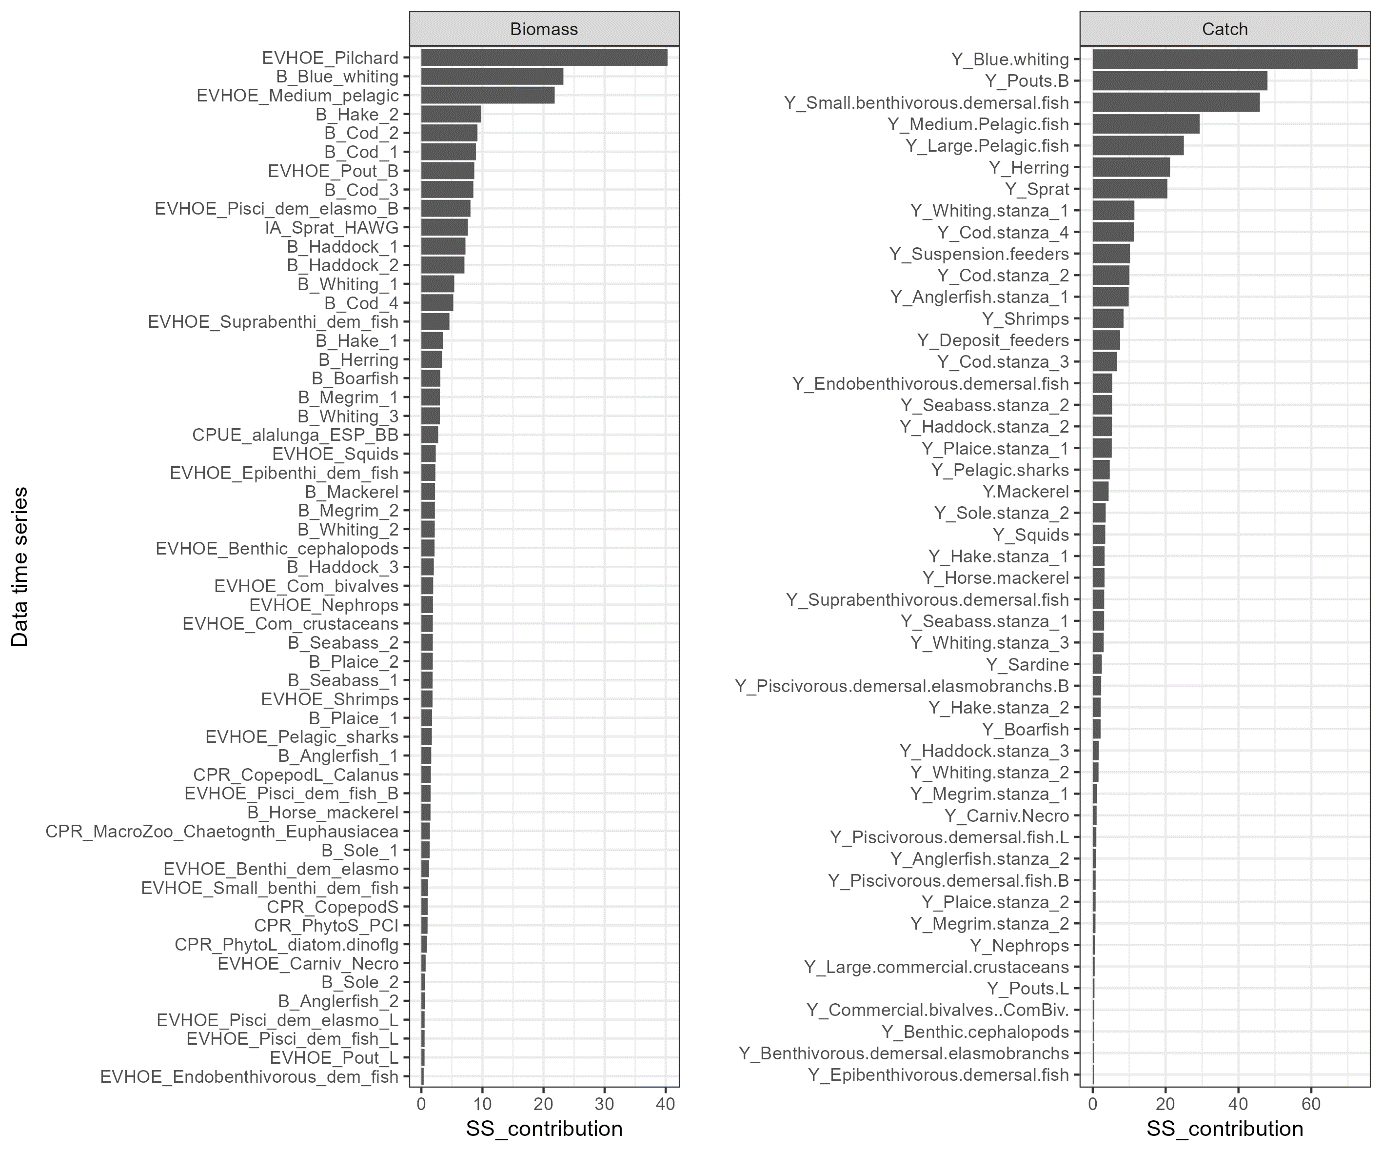 Biomass
EVHOE_Pilchard
B_Blue_whiting
EVHOE_Medium_pelagic
B_Hake_2
B_Cod_2
B_Cod_1
EVHOE_Pout_B
B_Cod_3
EVHOE_Pisci_dem_elasmo_B
IA_Sprat_HAWG
B_Haddock_1
B_Haddock_2
B_Whiting_1
B_Cod_4
EVHOE_Suprabenthi_dem_fish
B_Hake_1
B_Herring
B_Boarfish
B_Megrim_1
B_Whiting_3
CPUE_alalunga_ESP_BB
EVHOE_Squids
EVHOE_Epibenthi_dem_fish
B_Mackerel
B_Megrim_2
B_Whiting_2
EVHOE_Benthic_cephalopods
B_Haddock_3
EVHOE_Com_bivalves
EVHOE_Nephrops
EVHOE_Com_crustaceans
B_Seabass_2
B_Plaice_2
B_Seabass_1
EVHOE_Shrimps
B_Plaice_1
EVHOE_Pelagic_sharks
B_Anglerfish_1
CPR_CopepodL_Calanus
EVHOE_Pisci_dem_fish_B
B_Horse_mackerel
CPR_MacroZoo_Chaetognth_Euphausiacea
B_Sole_1
EVHOE_Benthi_dem_elasmo
EVHOE_Small_benthi_dem_fish
CPR_CopepodS
CPR_PhytoS_PCI
CPR_PhytoL_diatom.dinoflg
EVHOE_Carniv_Necro
B_Sole_2
B_Anglerfish_2
EVHOE_Pisci_dem_elasmo_L
EVHOE_Pisci_dem_fish_L
EVHOE_Pout_L
EVHOE_Endobenthivorous_dem_fish
Data time series
0 10 20 30 40
SS_contribution
Catch
Y_Blue.whiting
Y_Pouts.B
Y_Small.benthivorous.demersal.fish
Y_Medium.Pelagic.fish
Y_Large.Pelagic.fish
Y_Herring
Y_Sprat
Y_Whiting.stanza_1
Y_Cod.stanza_4
Y_Suspension.feeders
Y_Cod.stanza_2
Y_Anglerfish.stanza_1
Y_Shrimps
Y_Deposit_feeders
Y_Cod.stanza_3
Y_Endobenthivorous.demersal.fish
Y_Seabass.stanza_2
Y_Haddock.stanza_2
Y_Plaice.stanza_1
Y_Pelagic.sharks
Y.Mackerel
Y_Sole.stanza_2
Y_Squids
Y_Hake.stanza_1
Y_Horse.mackerel
Y_Suprabenthivorous.demersal.fish
Y_Seabass.stanza_1
Y_Whiting.stanza_3
Y_Sardine
Y_Piscivorous.demersal.elasmobranchs.B
Y_Hake.stanza_2
Y_Boarfish
Y_Haddock.stanza_3
Y_Whiting.stanza_2
Y_Megrim.stanza_1
Y_Carniv.Necro
Y_Piscivorous.demersal.fish.L
Y_Anglerfish.stanza_2
Y_Piscivorous.demersal.fish.B
Y_Plaice.stanza_2
Y_Megrim.stanza_2
Y_Nephrops
Y_Large.commercial.crustaceans
Y_Pouts.L
Y_Commercial.bivalves..ComBiv.
Y_Benthic.cephalopods
Y_Benthivorous.demersal.elasmobranchs
Y_Epibenthivorous.demersal.fish
0 20 40 60
SS_contribution